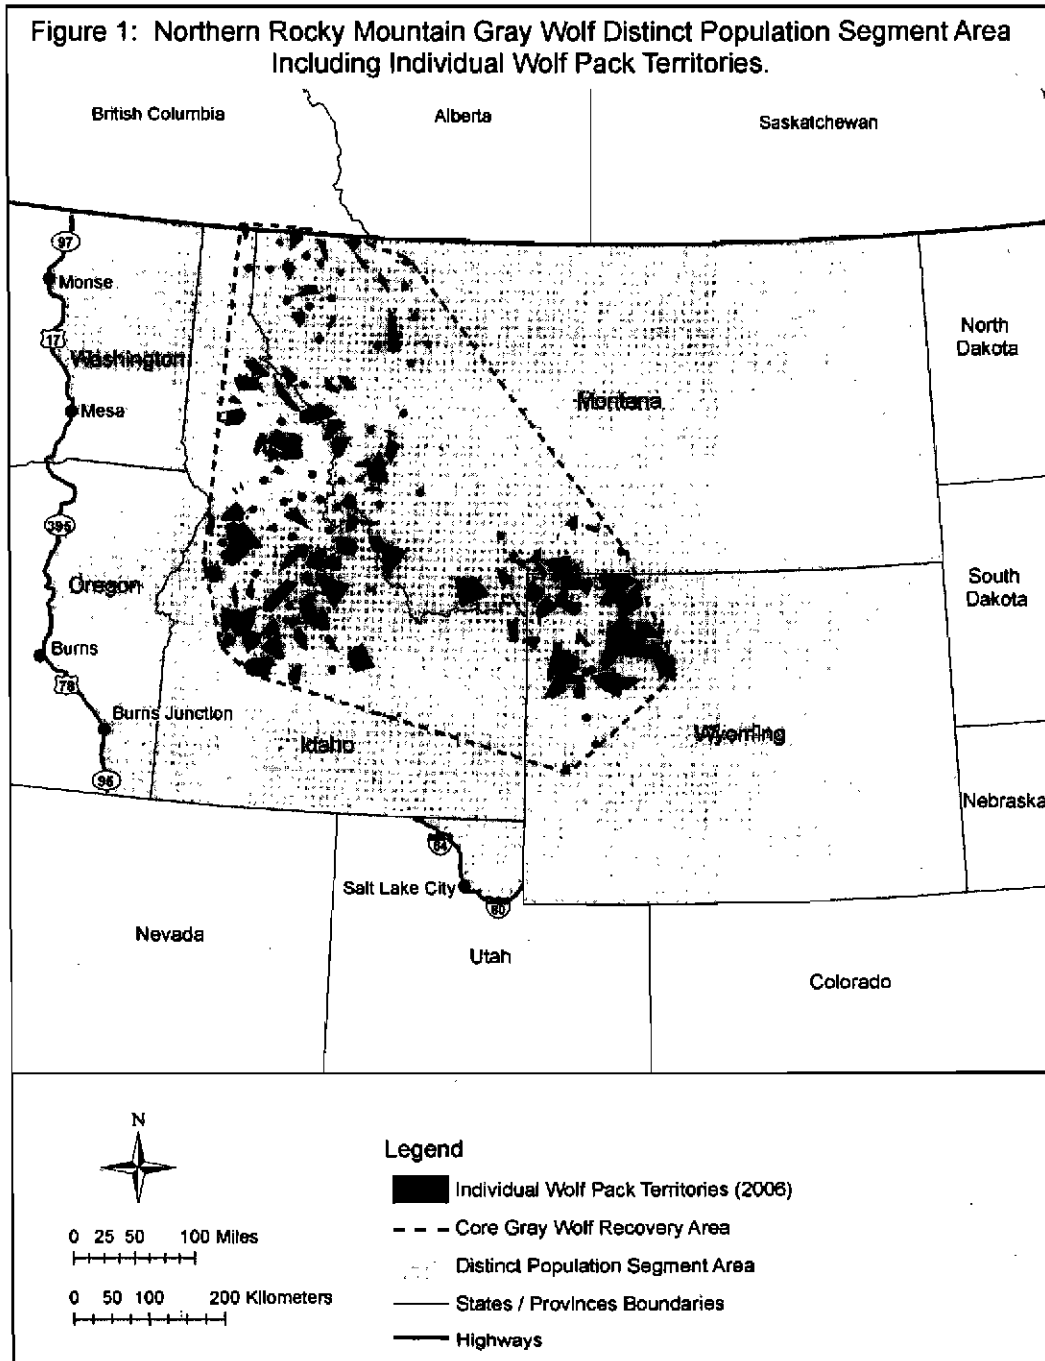 Figure 1: Northern Rocky Mountain Gray Wolf Distinct Population Segment Area
Including Individual Wolf Pack Territories.
British Columbia
Alberta
Saskatchewan
97
Monse
17
Washington
North
Dakota
Montana
Mesa
395
Oregon
South
Dakota
Burns
78
Burns Junction
Idaho
Wyoming
95
Nebraska
84
Salt Lake City
80
Nevada
Utah
Colorado
N
Legend
Individual Wolf Pack Territories (2006)
0 25 50 100 Miles
Core Gray Wolf Recovery Area
Distinct Population Segment Area
0 50 100 200 Kilometers
States / Provinces Boundaries
Highways